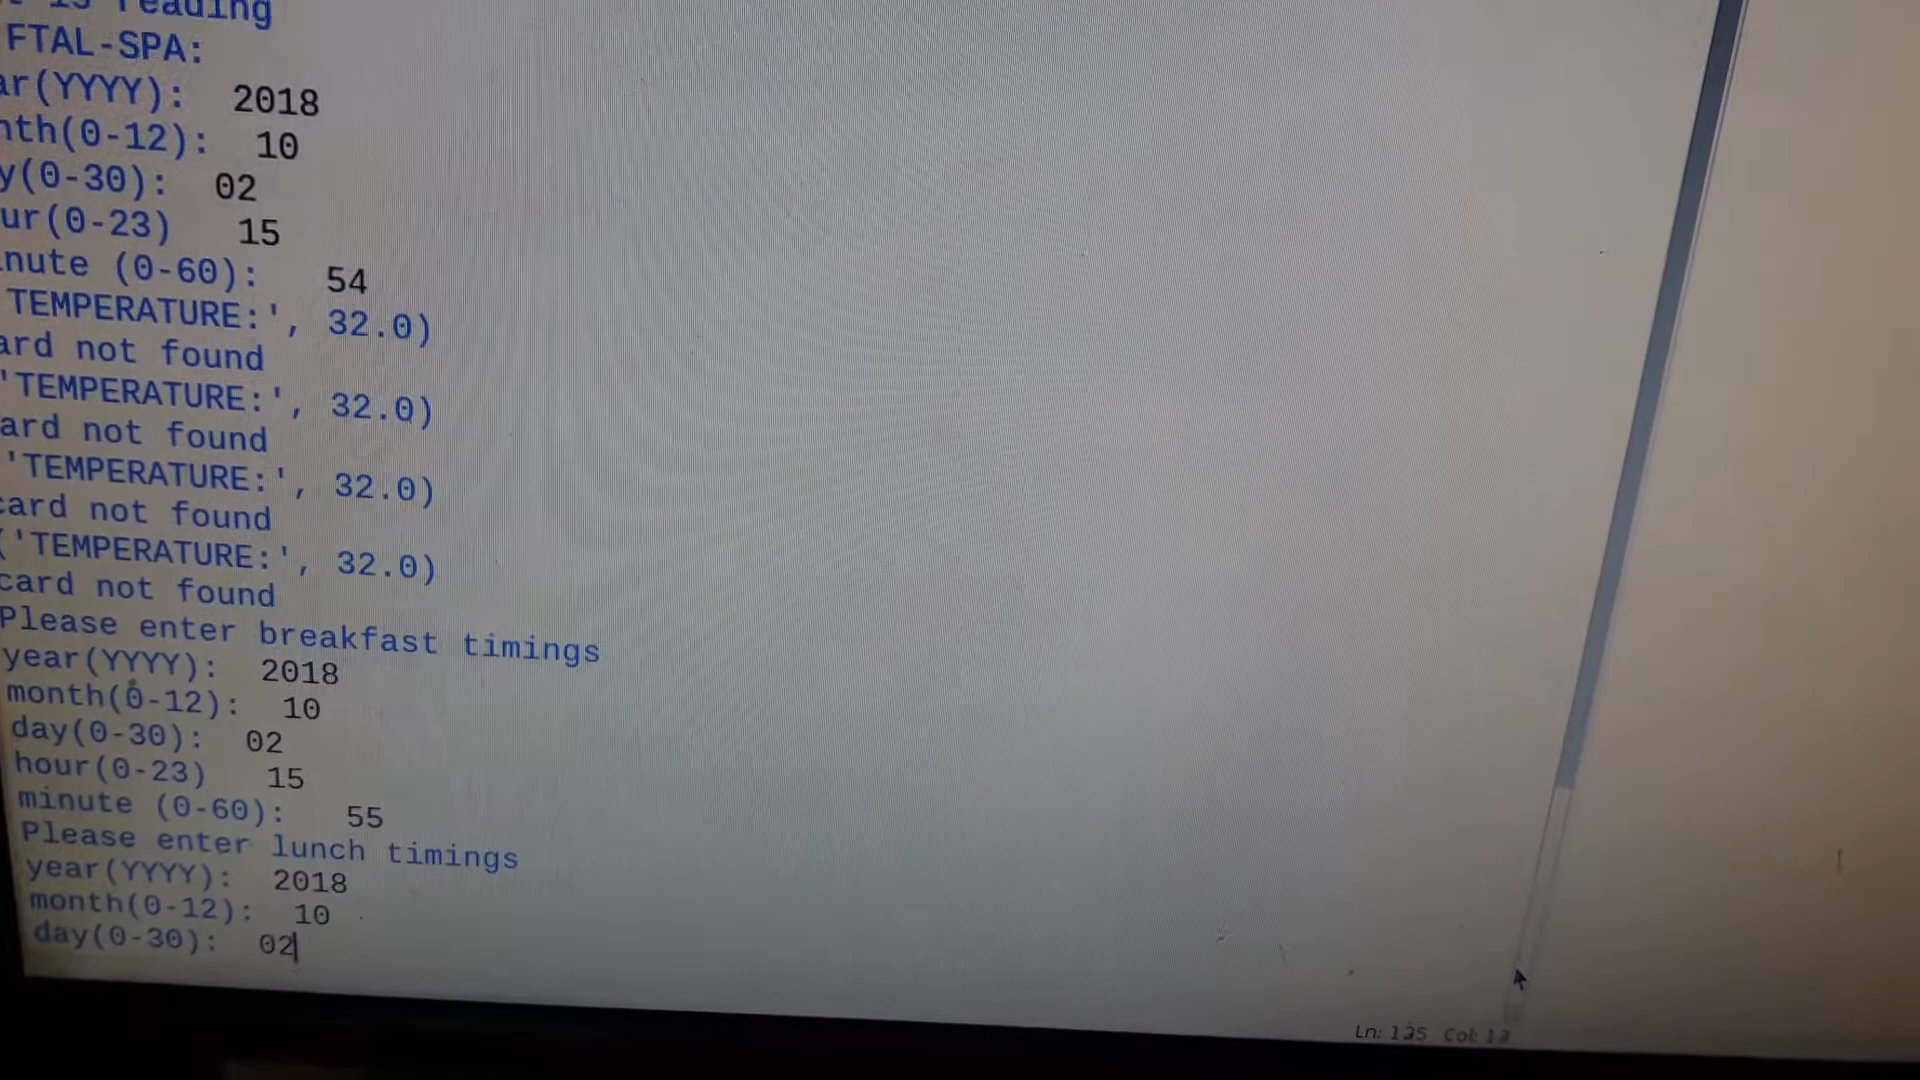 reading
FTAL-SPA:
ar(YYYY): 2018
nth(0-12): 10
y(0-30): 02
ur(0-23) 15
nute (0-60): 54
'TEMPERATURE:', 32.0)
ard not found
'TEMPERATURE:', 32.0)
ard not found
'TEMPERATURE:', 32.0)
card not found
('TEMPERATURE:', 32.0)
card not found
Please enter breakfast timings
year(YYYY): 2018
month(0-12): 10
day(0-30): 02
hour(0-23) 15
minute (0-60): 55
Please enter lunch timings
year(YYYY): 2018
month(0-12): 10
day(0-30): 02
Ln: 135 Col: 13